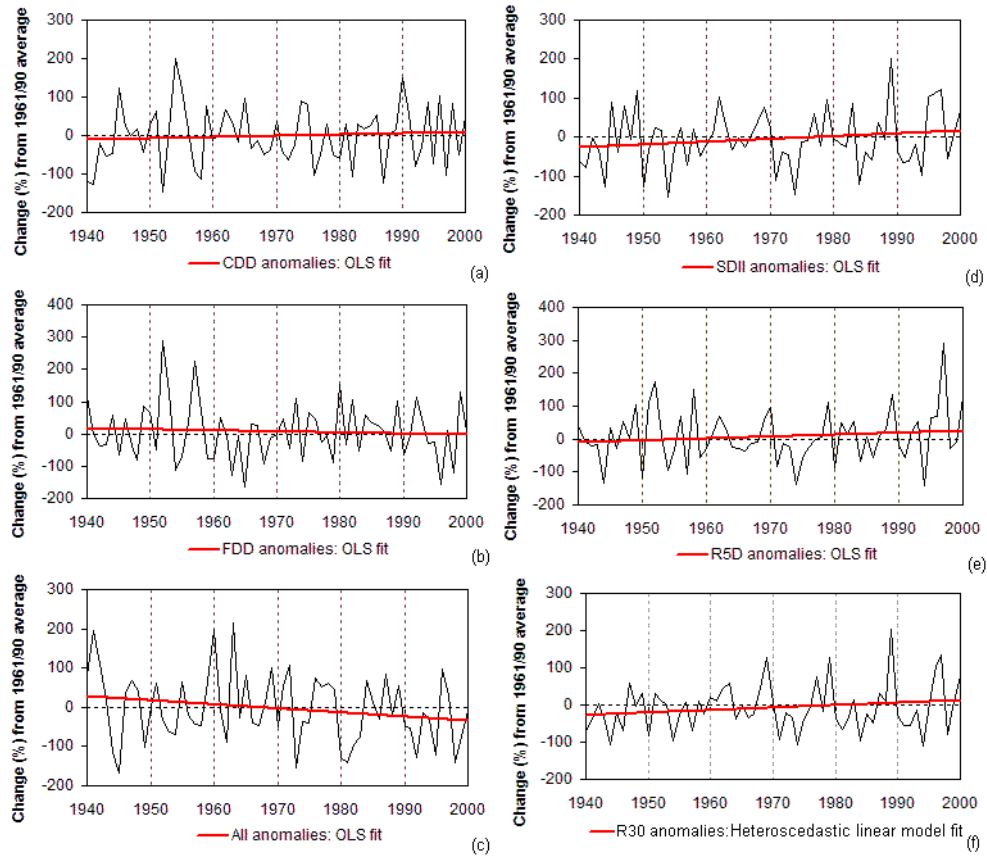 Change (%) from 1961/90 average
300
200
100
0
-100
-200
1940 1950 1960 1970 1980 1990 2000
CDD anomalies: OLS fit
(a)
Change (%) from 1961/90 average
300
200
100
0
-100
-200
1940 1950 1960 1970 1980 1990 2000
SDII anomalies: OLS fit
(d)
Change (%) from 1961/90 average
400
300
200
100
0
-100
-200
1940 1950 1960 1970 1980 1990 2000
FDD anomalies: OLS fit
(b)
Change (%) from 1961/90 average
400
300
200
100
0
-100
-200
1940 1950 1960 1970 1980 1990 2000
R5D anomalies: OLS fit
(e)
Change (%) from 1961/90 average
300
200
100
0
-100
-200
1940 1950 1960 1970 1980 1990 2000
AII anomalies: OLS fit
(c)
Change (%) from 1961/90 average
300
200
100
0
-100
-200
1940 1950 1960 1970 1980 1990 2000
R30 anomalies: Heteroscedastic linear model fit
(f)